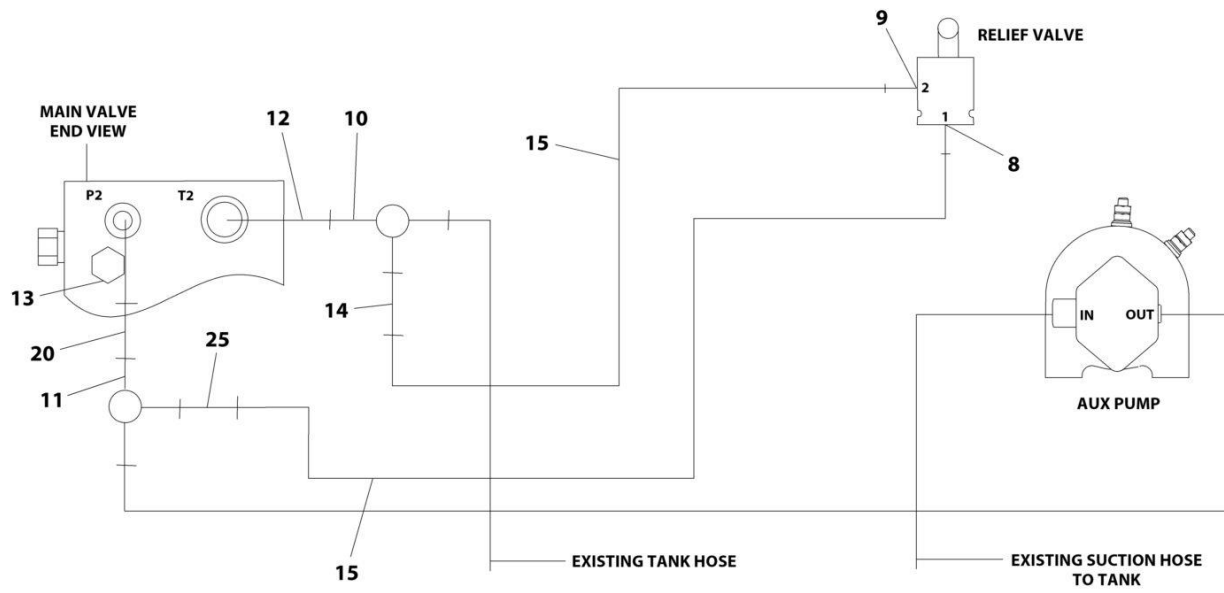 9
RELIEF VALVE
2
1
8
MAIN VALVE
END VIEW
P2
T2
12
10
15
13
14
20
25
11
IN
OUT
AUX PUMP
15
EXISTING TANK HOSE
EXISTING SUCTION HOSE
TO TANK